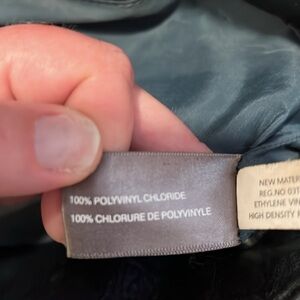 100% POLYVINYL CHLORIDE
100% CHLORURE DE POLYVINYLE
NEW
REG.NO
ETHYLENE
HIGH DENSITY